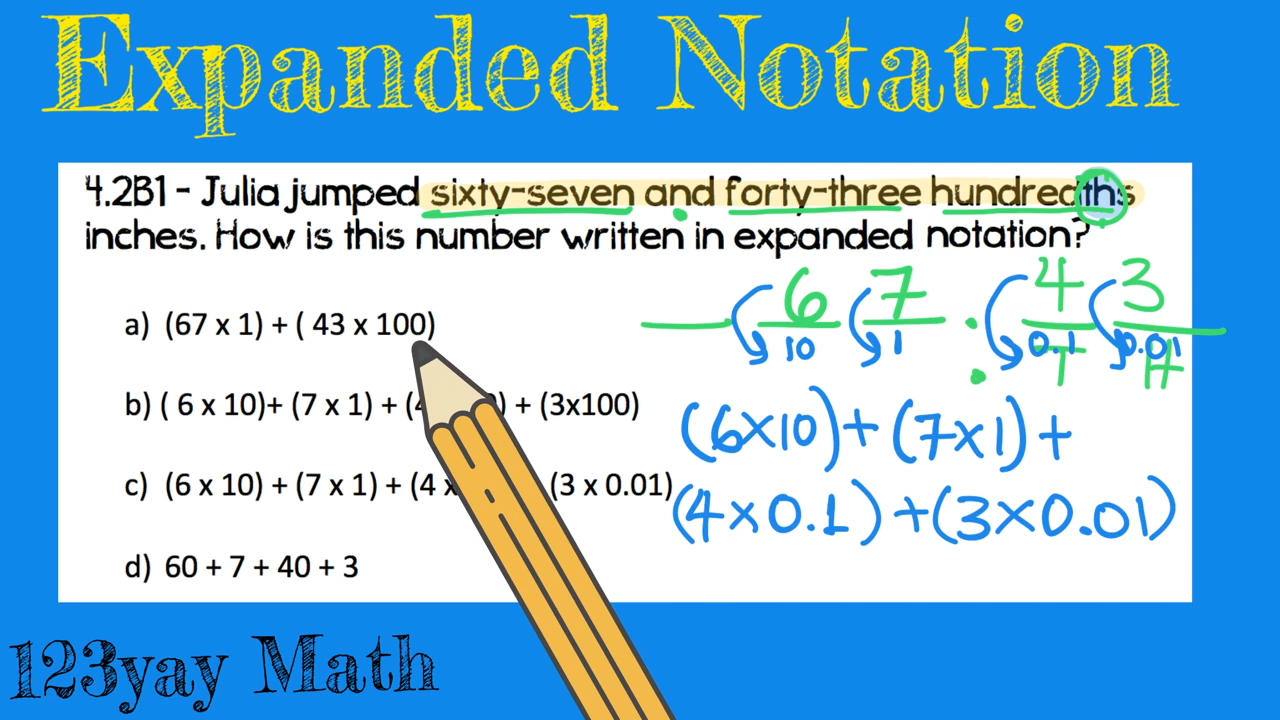 Expanded Notation
4.2B1 - Julia jumped sixty-seven and forty-three hundredths
inches. How is this number written in expanded notation?
6 7 . 4 3
10 1 0.1 0.01
. T H
a) (67 x 1) + ( 43 x 100)
b) ( 6 x 10)+ (7 x 1) + (4 ) + (3x100)
(6x10)+(7x1)+
c) (6 x 10) + (7 x 1) + (4 x (3 x 0.01)
(4x0.1)+(3x0.01)
d) 60 + 7 + 40 + 3
123yay Math